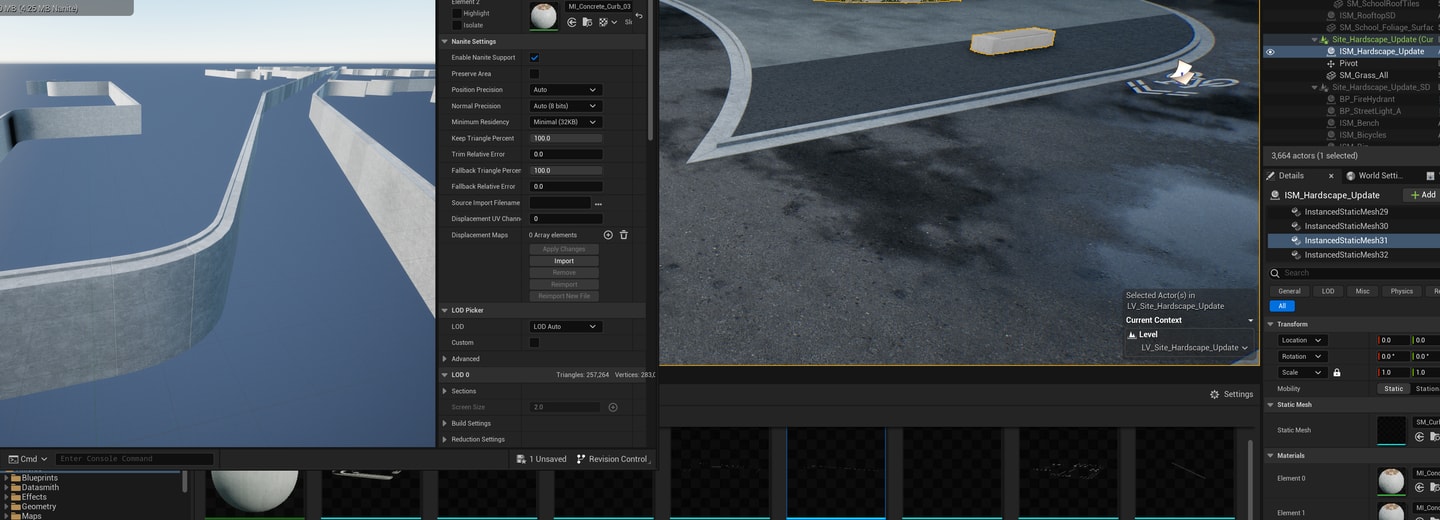 MB (4.25 MB Nanite)
Element 2
Highlight
Isolate
MI_Concrete_Curb_03
Nanite Settings
Enable Nanite Support
Preserve Area
Position Precision
Auto
Normal Precision
Auto (8 bits)
Minimum Residency
Minimal (32KB)
Keep Triangle Percent
100.0
Trim Relative Error
0.0
Fallback Triangle Percer
100.0
Fallback Relative Error
0.0
Source Import Filename
Displacement UV Chann
0
Displacement Maps
0 Array elements
Apply Changes
Import
Remove
Reimport
Reimport New File
LOD Picker
LOD
LOD Auto
Custom
Advanced
LOD 0
Triangles: 257,264
Vertices: 283,0
Sections
Screen Size
2.0
Build Settings
Reduction Settings
Cmd
Enter Console Command
1 Unsaved
Revision Control
Blueprints
Datasmith
Effects
Geometry
Maps
Selected Actor(s) in
LV_Site_Hardscape_Update
Current Context
Level
LV_Site_Hardscape_Update
Settings
SM_SchoolRoofTiles
ISM_RooftopSD
SM_School_Foliage_Surfac
Site_Hardscape_Update (Cur
ISM_Hardscape_Update
Pivot
SM_Grass_All
Site_Hardscape_Update_SD
BP_FireHydrant
BP_StreetLight_A
ISM_Bench
ISM_Bicycles
3,664 actors (1 selected)
Details
World Setti...
ISM_Hardscape_Update
Add
InstancedStaticMesh29
InstancedStaticMesh30
InstancedStaticMesh31
InstancedStaticMesh32
Search
General
LOD
Misc
Physics
Re
All
Transform
Location
0.0
0.0
Rotation
0.0°
0.0°
Scale
1.0
1.0
Mobility
Static
Station
Static Mesh
Static Mesh
SM_Cur
Materials
Element 0
MI_Conc
Element 1
MI_Conc